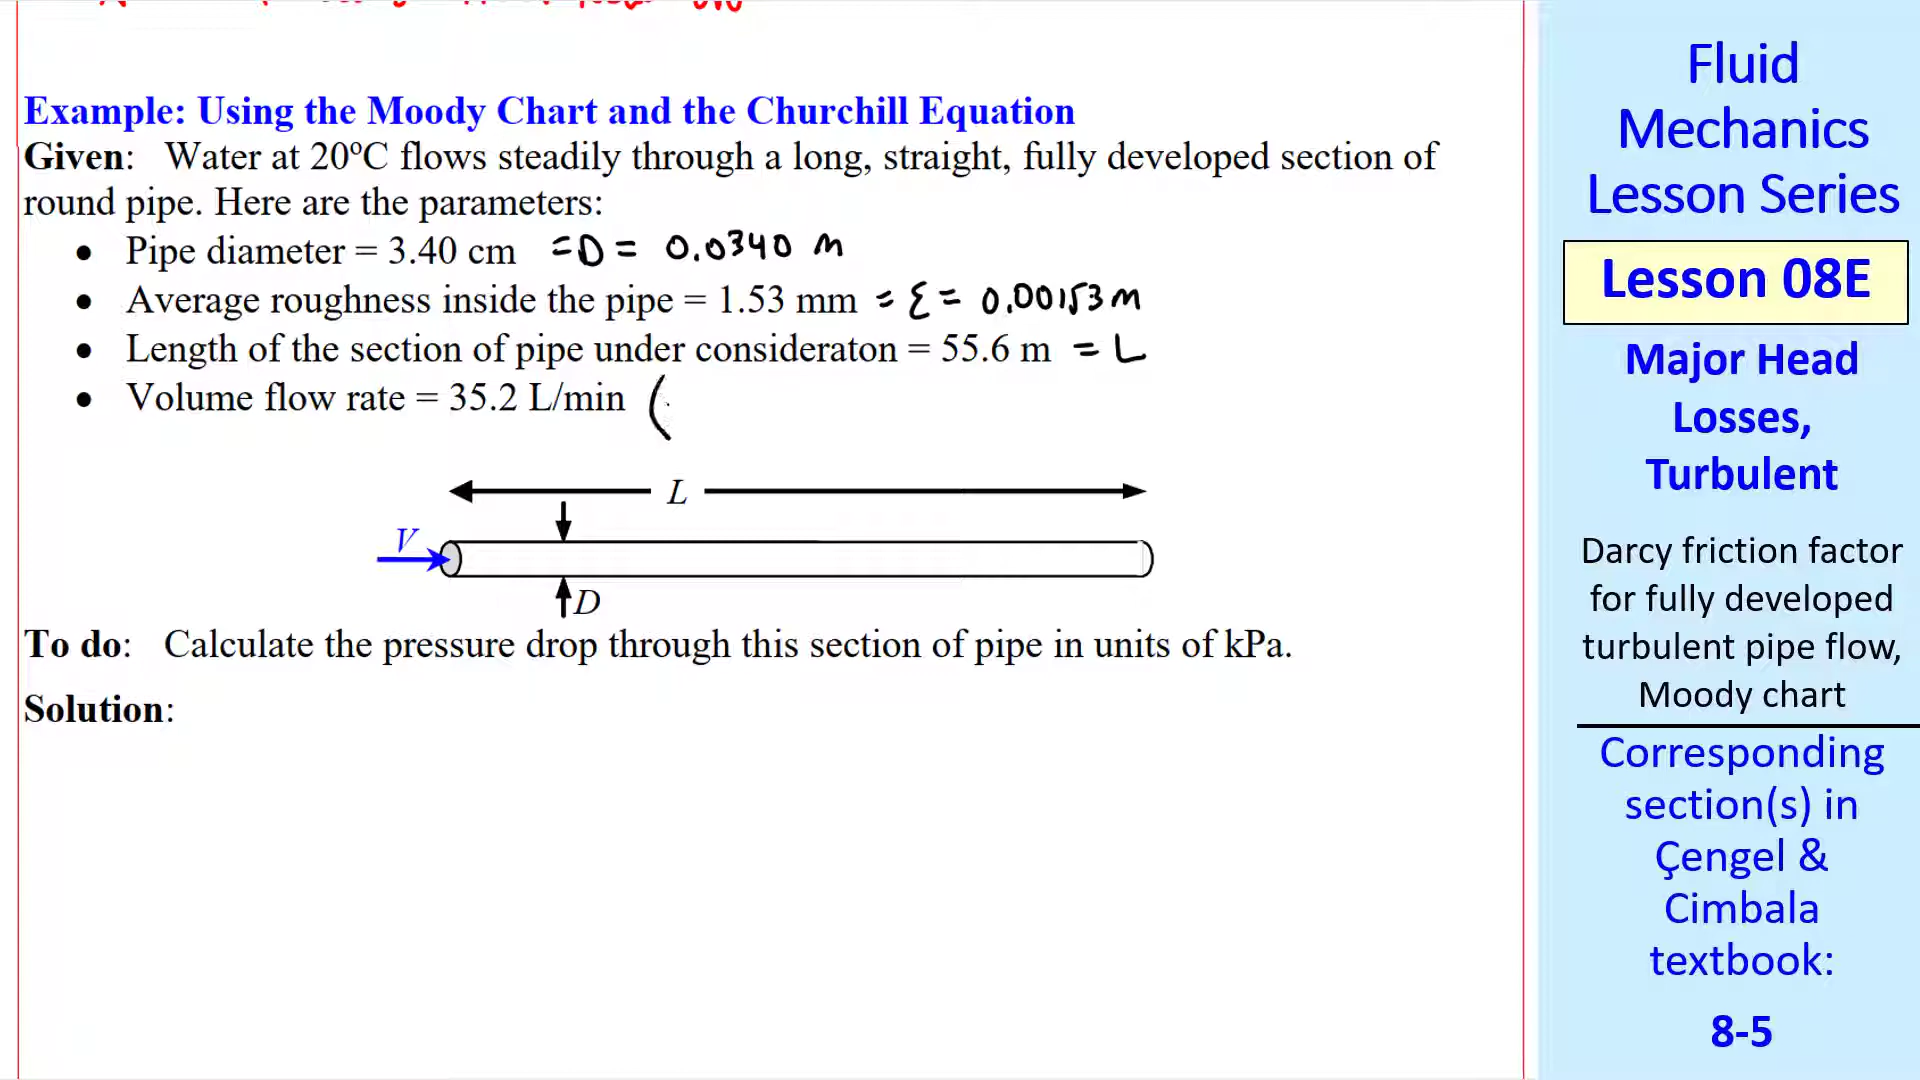 Example: Using the Moody Chart and the Churchill Equation
Given: Water at 20ºC flows steadily through a long, straight, fully developed section of
round pipe. Here are the parameters:
• Pipe diameter = 3.40 cm = D = 0.0340 m
• Average roughness inside the pipe = 1.53 mm = ε = 0.00153 m
• Length of the section of pipe under consideraton = 55.6 m = L
• Volume flow rate = 35.2 L/min (
L
V
D
To do: Calculate the pressure drop through this section of pipe in units of kPa.
Solution:
Fluid
Mechanics
Lesson Series
Lesson 08E
Major Head
Losses,
Turbulent
Darcy friction factor
for fully developed
turbulent pipe flow,
Moody chart
Corresponding
section(s) in
Çengel &
Cimbala
textbook:
8-5